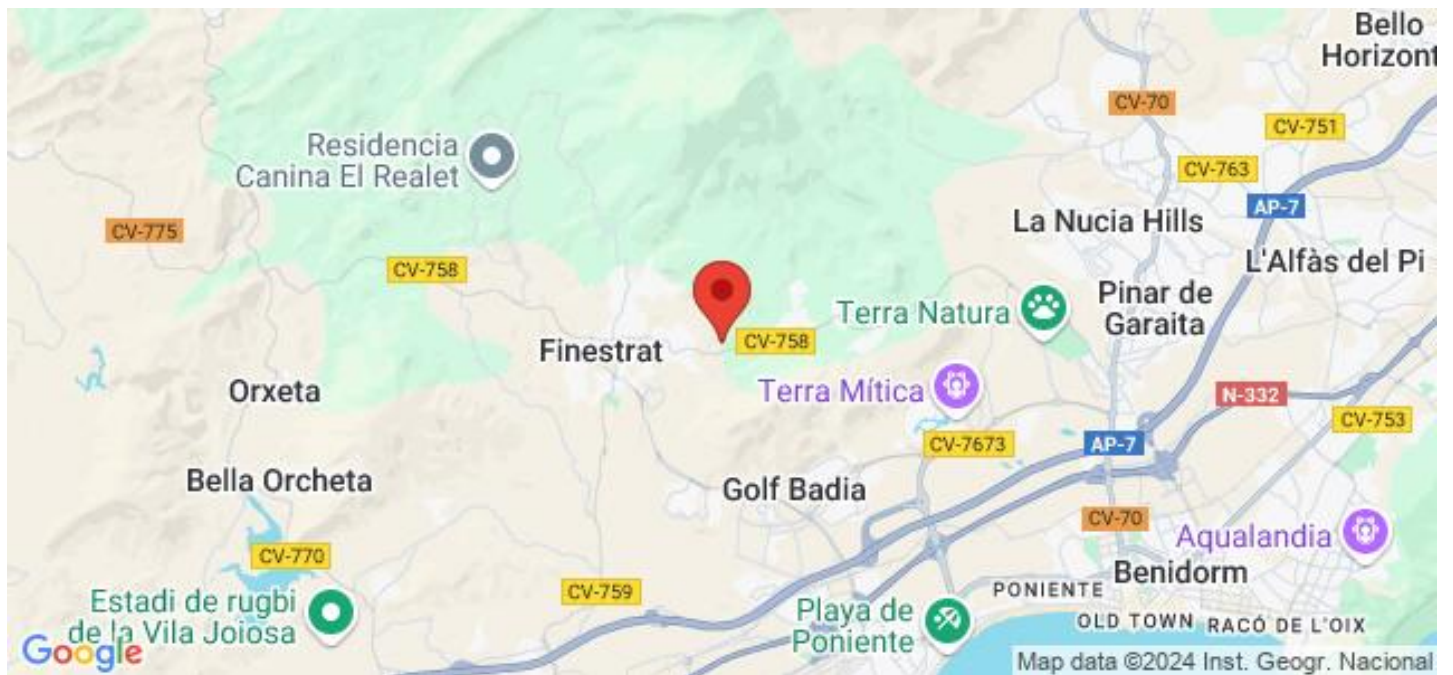 Bello
Horizont
CV-70
CV-751
Residencia
Canina El Realet
CV-763
AP-7
La Nucia Hills
CV-775
L'Alfàs del Pi
CV-758
Pinar de
Garaita
Terra Natura
CV-758
Finestrat
Orxeta
Terra Mítica
N-332
CV-753
CV-7673
AP-7
Bella Orcheta
Golf Badia
CV-70
Aqualandia
CV-770
Benidorm
CV-759
PONIENTE
Estadi de rugbi
de la Vila Joiosa
Playa de
Poniente
OLD TOWN
RACÓ DE L'OIX
Google
Map data ©2024 Inst. Geogr. Nacional